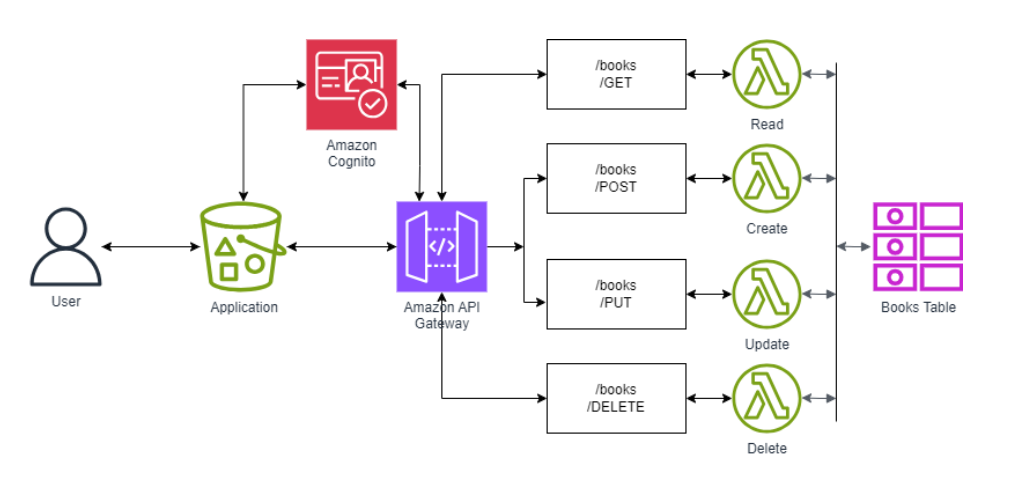 Amazon
Cognito
User
Application
Amazon API
Gateway
</>
/books
/GET
/books
/POST
/books
/PUT
/books
/DELETE
Read
Create
Update
Delete
Books Table